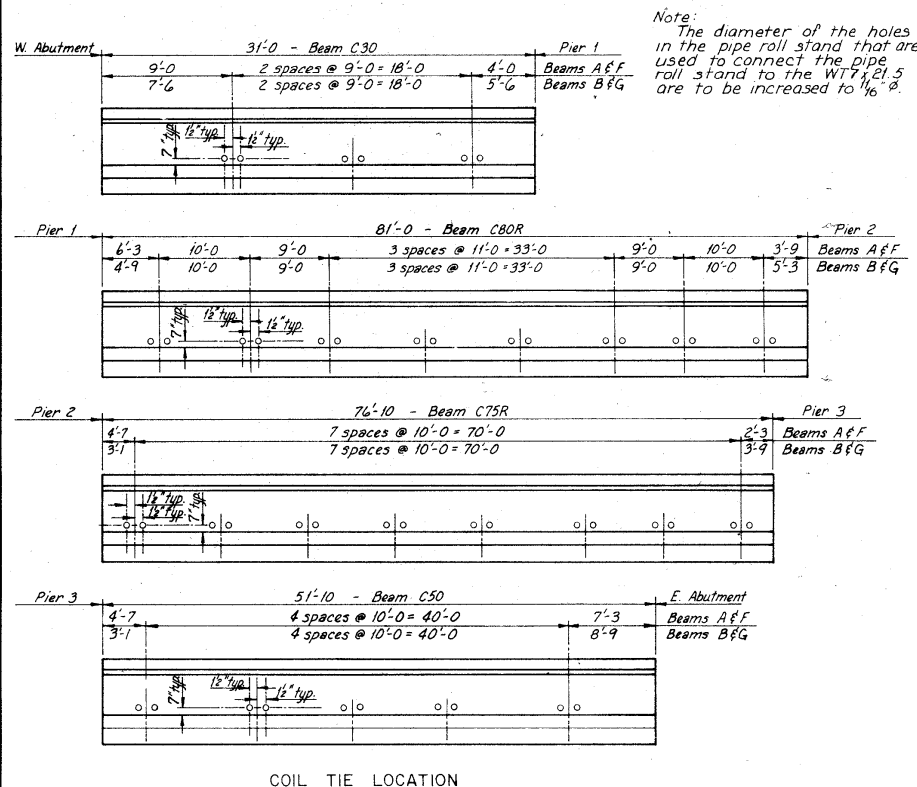 Note:
The diameter of the holes
in the pipe roll stand that are
used to connect the pipe
roll stand to the WT7x21.5
are to be increased to 11/16" ø.
W. Abutment 31'-0 - Beam C30 Pier 1
9'-0 2 spaces @ 9'-0 = 18'-0 4'-0 Beams A & F
7'-6 2 spaces @ 9'-0 = 18'-0 5'-6 Beams B & G
7" typ. 1½" typ. 1½" typ.
Pier 1 81'-0 - Beam C80R Pier 2
6'-3 10'-0 9'-0 3 spaces @ 11'-0 = 33'-0 9'-0 10'-0 3'-9 Beams A & F
4'-9 10'-0 9'-0 3 spaces @ 11'-0 = 33'-0 9'-0 10'-0 5'-3 Beams B & G
7" typ. 1½" typ. 1½" typ.
Pier 2 76'-10 - Beam C75R Pier 3
4'-7 7 spaces @ 10'-0 = 70'-0 2'-3 Beams A & F
3'-1 7 spaces @ 10'-0 = 70'-0 3'-9 Beams B & G
1½" typ. 1½" typ. 7" typ.
Pier 3 51'-10 - Beam C50 E. Abutment
4'-7 4 spaces @ 10'-0 = 40'-0 7'-3 Beams A & F
3'-1 4 spaces @ 10'-0 = 40'-0 8'-9 Beams B & G
7" typ. 1½" typ. 1½" typ.
COIL TIE LOCATION